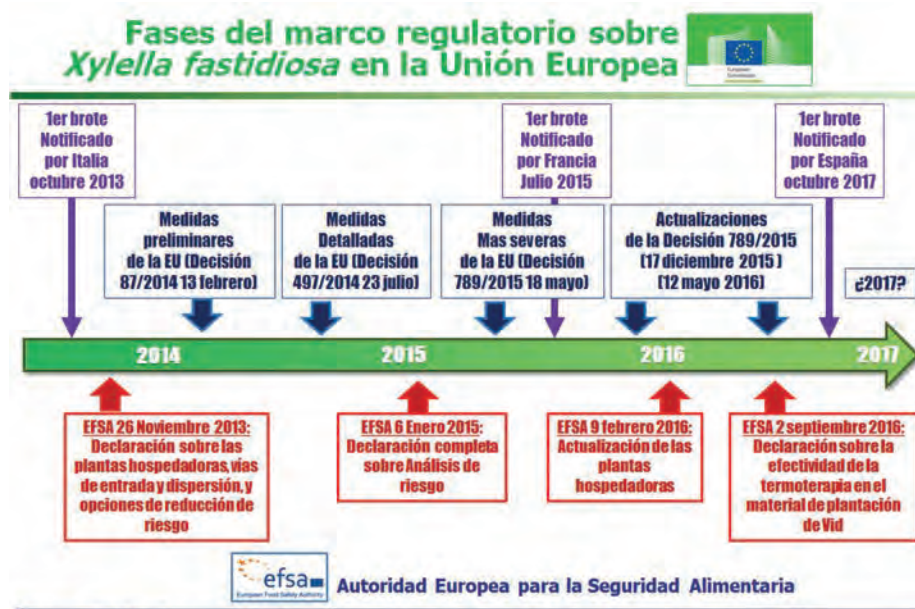 Fases del marco regulatorio sobre
Xylella fastidiosa en la Unión Europea
European
Commission
1er brote
Notificado
por Italia
octubre 2013
1er brote
Notificado
por Francia
Julio 2015
1er brote
Notificado
por España
octubre 2017
Medidas
preliminares
de la EU (Decisión
87/2014 13 febrero)
Medidas
Detalladas
de la EU (Decisión
497/2014 23 julio)
Medidas
Mas severas
de la EU (Decisión
789/2015 18 mayo)
Actualizaciones
de la Decisión 789/2015
(17 diciembre 2015 )
(12 mayo 2016)
¿2017?
2014
2015
2016
2017
EFSA 26 Noviembre 2013:
Declaración sobre las
plantas hospedadoras, vías
de entrada y dispersión, y
opciones de reducción de
riesgo
EFSA 6 Enero 2015:
Declaración completa
sobre Análisis de
riesgo
EFSA 9 febrero 2016:
Actualización de las
plantas
hospedadoras
EFSA 2 septiembre 2016:
Declaración sobre la
efectividad de la
termoterapia en el
material de plantación
de Vid
efsa
European Food Safety Authority
Autoridad Europea para la Seguridad Alimentaria